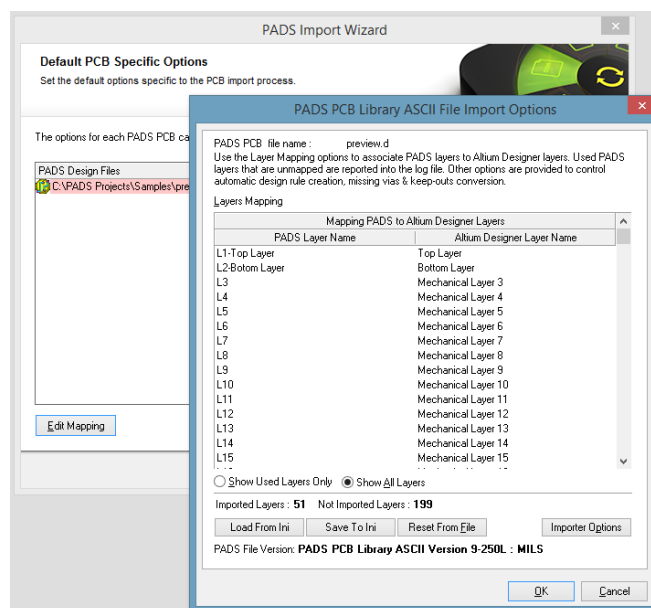 PADS Import Wizard
Default PCB Specific Options
Set the default options specific to the PCB import process.
The options for each PADS PCB ca
PADS Design Files
C:\PADS Projects\Samples\pre
Edit Mapping
PADS PCB Library ASCII File Import Options
PADS PCB file name : preview.d
Use the Layer Mapping options to associate PADS layers to Altium Designer layers. Used PADS
layers that are unmapped are reported into the log file. Other options are provided to control
automatic design rule creation, missing vias & keep-outs conversion.
Layers Mapping
Mapping PADS to Altium Designer Layers
PADS Layer Name Altium Designer Layer Name
L1-Top Layer Top Layer
L2-Botom Layer Bottom Layer
L3 Mechanical Layer 3
L4 Mechanical Layer 4
L5 Mechanical Layer 5
L6 Mechanical Layer 6
L7 Mechanical Layer 7
L8 Mechanical Layer 8
L9 Mechanical Layer 9
L10 Mechanical Layer 10
L11 Mechanical Layer 11
L12 Mechanical Layer 12
L13 Mechanical Layer 13
L14 Mechanical Layer 14
L15 Mechanical Layer 15
Show Used Layers Only Show All Layers
Imported Layers : 51 Not Imported Layers : 199
Load From Ini Save To Ini Reset From File Importer Options
PADS File Version: PADS PCB Library ASCII Version 9-250L : MILS
OK Cancel